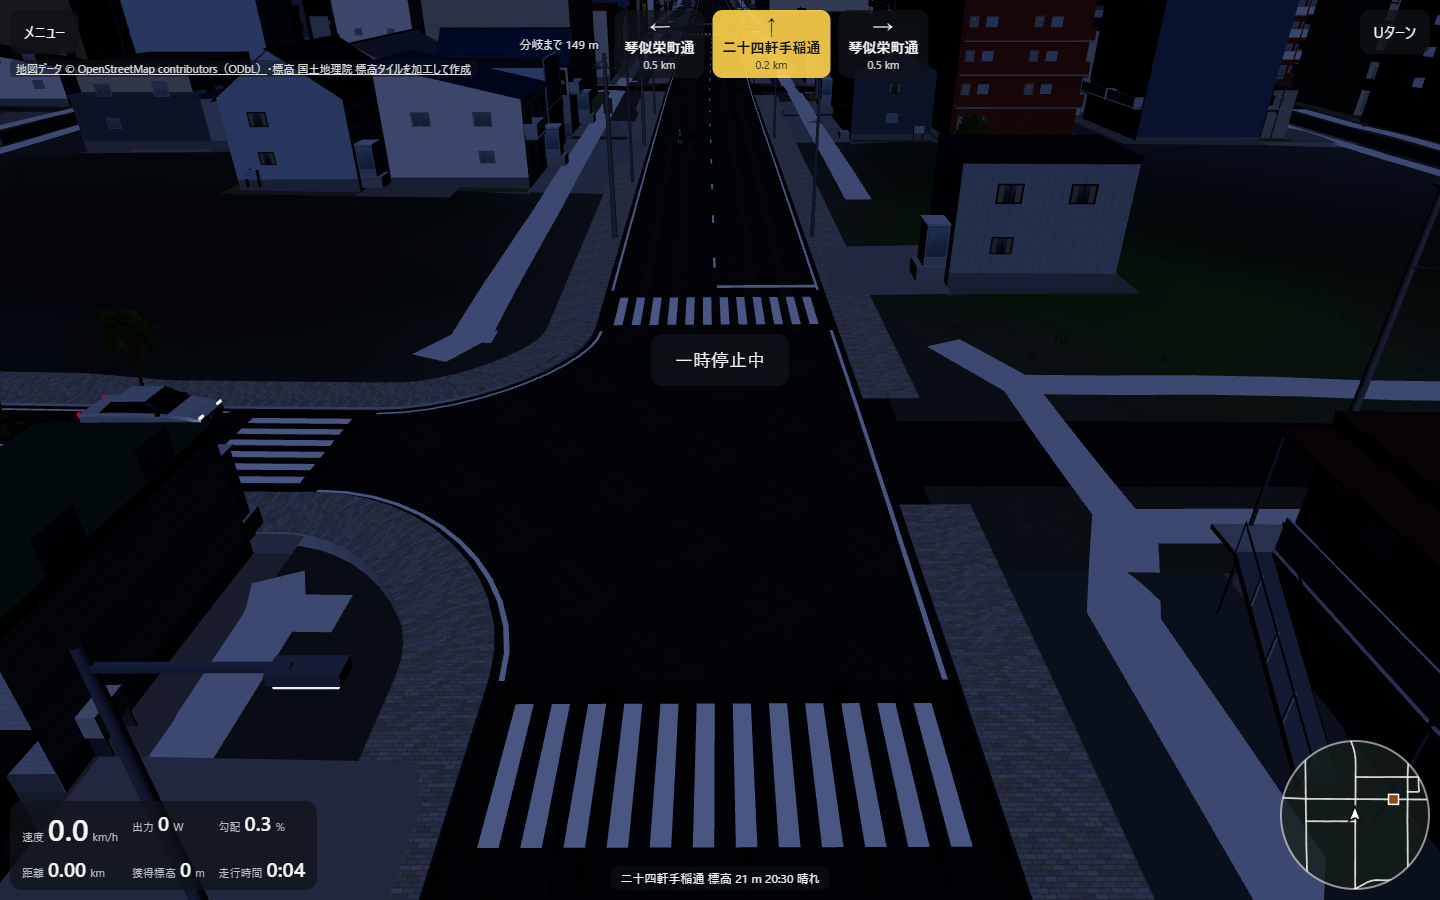 メニュー
分岐まで 149 m
←
琴似栄町通
0.5 km
↑
二十四軒手稲通
0.2 km
→
琴似栄町通
0.5 km
Uターン
地図データ © OpenStreetMap contributors（ODbL）・標高 国土地理院 標高タイルを加工して作成
一時停止中
速度 0.0 km/h 出力 0 W 勾配 0.3 %
距離 0.00 km 獲得標高 0 m 走行時間 0:04
二十四軒手稲通 標高 21 m 20:30 晴れ